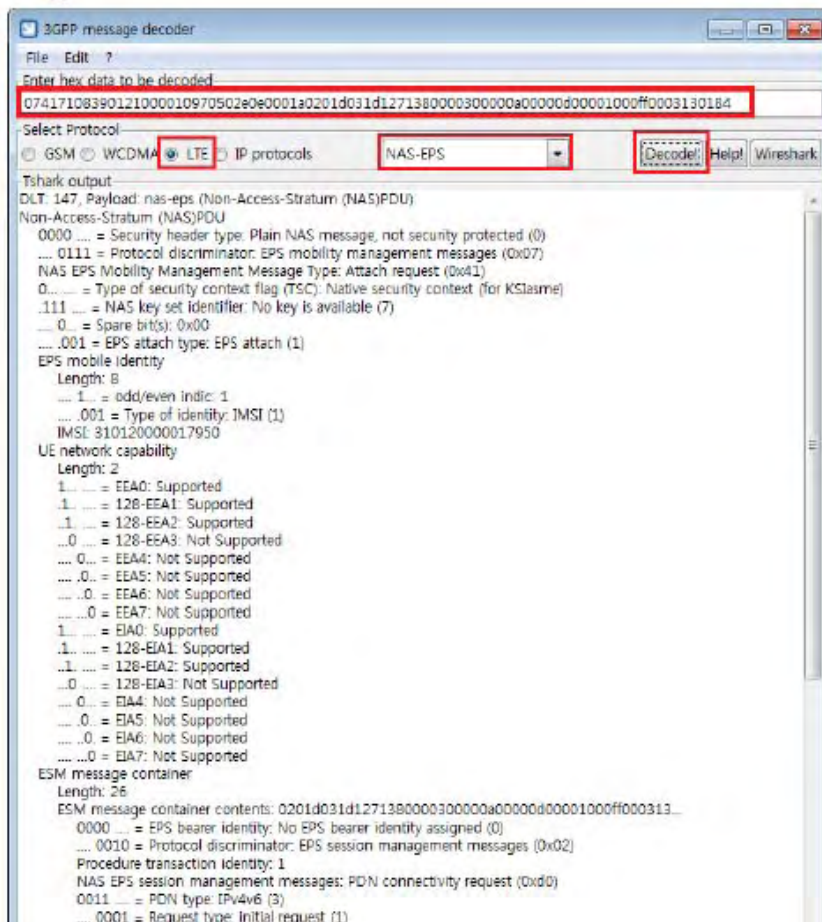 3GPP message decoder
File Edit ?
Enter hex data to be decoded
07417108390121000010970502e0e0001a0201d031d1271380000300000a00000d00001000ff0003130184
Select Protocol
GSM WCDMA LTE IP protocols NAS-EPS Decode! Help! Wireshark
Tshark output
DLT: 147, Payload: nas-eps (Non-Access-Stratum (NAS)PDU)
Non-Access-Stratum (NAS)PDU
0000 .... = Security header type: Plain NAS message, not security protected (0)
.... 0111 = Protocol discriminator: EPS mobility management messages (0x07)
NAS EPS Mobility Management Message Type: Attach request (0x41)
0... .... = Type of security context flag (TSC): Native security context (for KSIasme)
.111 .... = NAS key set identifier: No key is available (7)
.... 0... = Spare bit(s): 0x00
.... .001 = EPS attach type: EPS attach (1)
EPS mobile identity
Length: 8
.... 1... = odd/even indic: 1
.... .001 = Type of identity: IMSI (1)
IMSI: 310120000017950
UE network capability
Length: 2
1... .... = EEA0: Supported
.1.. .... = 128-EEA1: Supported
..1. .... = 128-EEA2: Supported
...0 .... = 128-EEA3: Not Supported
.... 0... = EEA4: Not Supported
.... .0.. = EEA5: Not Supported
.... ..0. = EEA6: Not Supported
.... ...0 = EEA7: Not Supported
1... .... = EIA0: Supported
.1.. .... = 128-EIA1: Supported
..1. .... = 128-EIA2: Supported
...0 .... = 128-EIA3: Not Supported
.... 0... = EIA4: Not Supported
.... .0.. = EIA5: Not Supported
.... ..0. = EIA6: Not Supported
.... ...0 = EIA7: Not Supported
ESM message container
Length: 26
ESM message container contents: 0201d031d1271380000300000a00000d00001000ff000313...
0000 .... = EPS bearer identity: No EPS bearer identity assigned (0)
.... 0010 = Protocol discriminator: EPS session management messages (0x02)
Procedure transaction identity: 1
NAS EPS session management messages: PDN connectivity request (0xd0)
0011 .... = PDN type: IPv4v6 (3)
.... 0001 = Request type: Initial request (1)